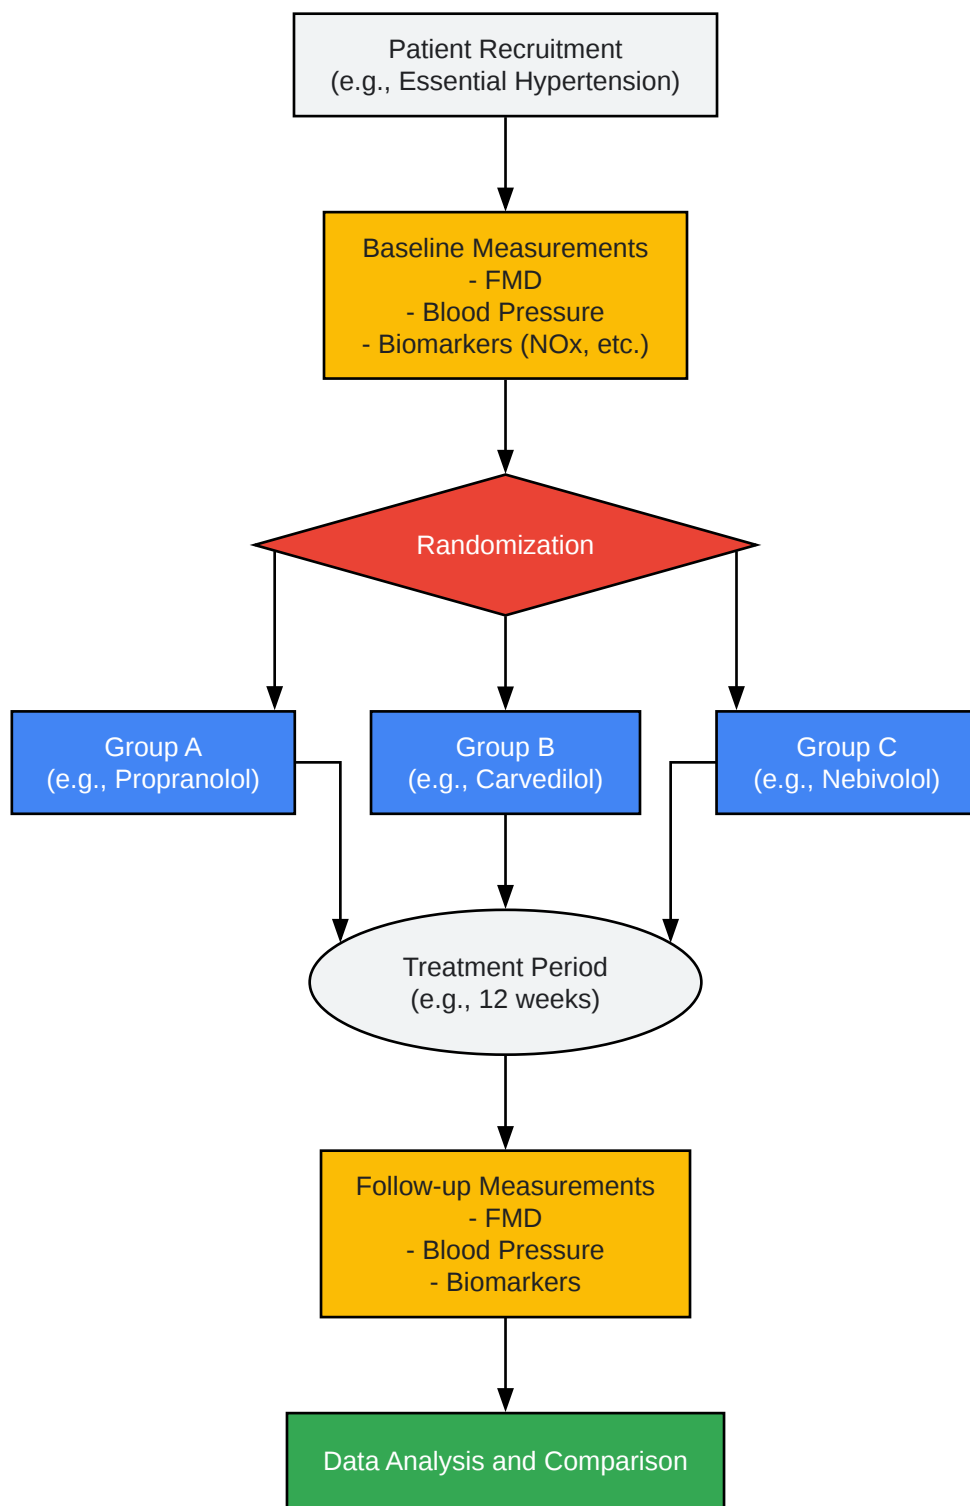 Patient Recruitment
(e.g., Essential Hypertension)
Baseline Measurements
- FMD
- Blood Pressure
- Biomarkers (NOx, etc.)
Randomization
Group A
(e.g., Propranolol)
Group B
(e.g., Carvedilol)
Group C
(e.g., Nebivolol)
Treatment Period
(e.g., 12 weeks)
Follow-up Measurements
- FMD
- Blood Pressure
- Biomarkers
Data Analysis and Comparison